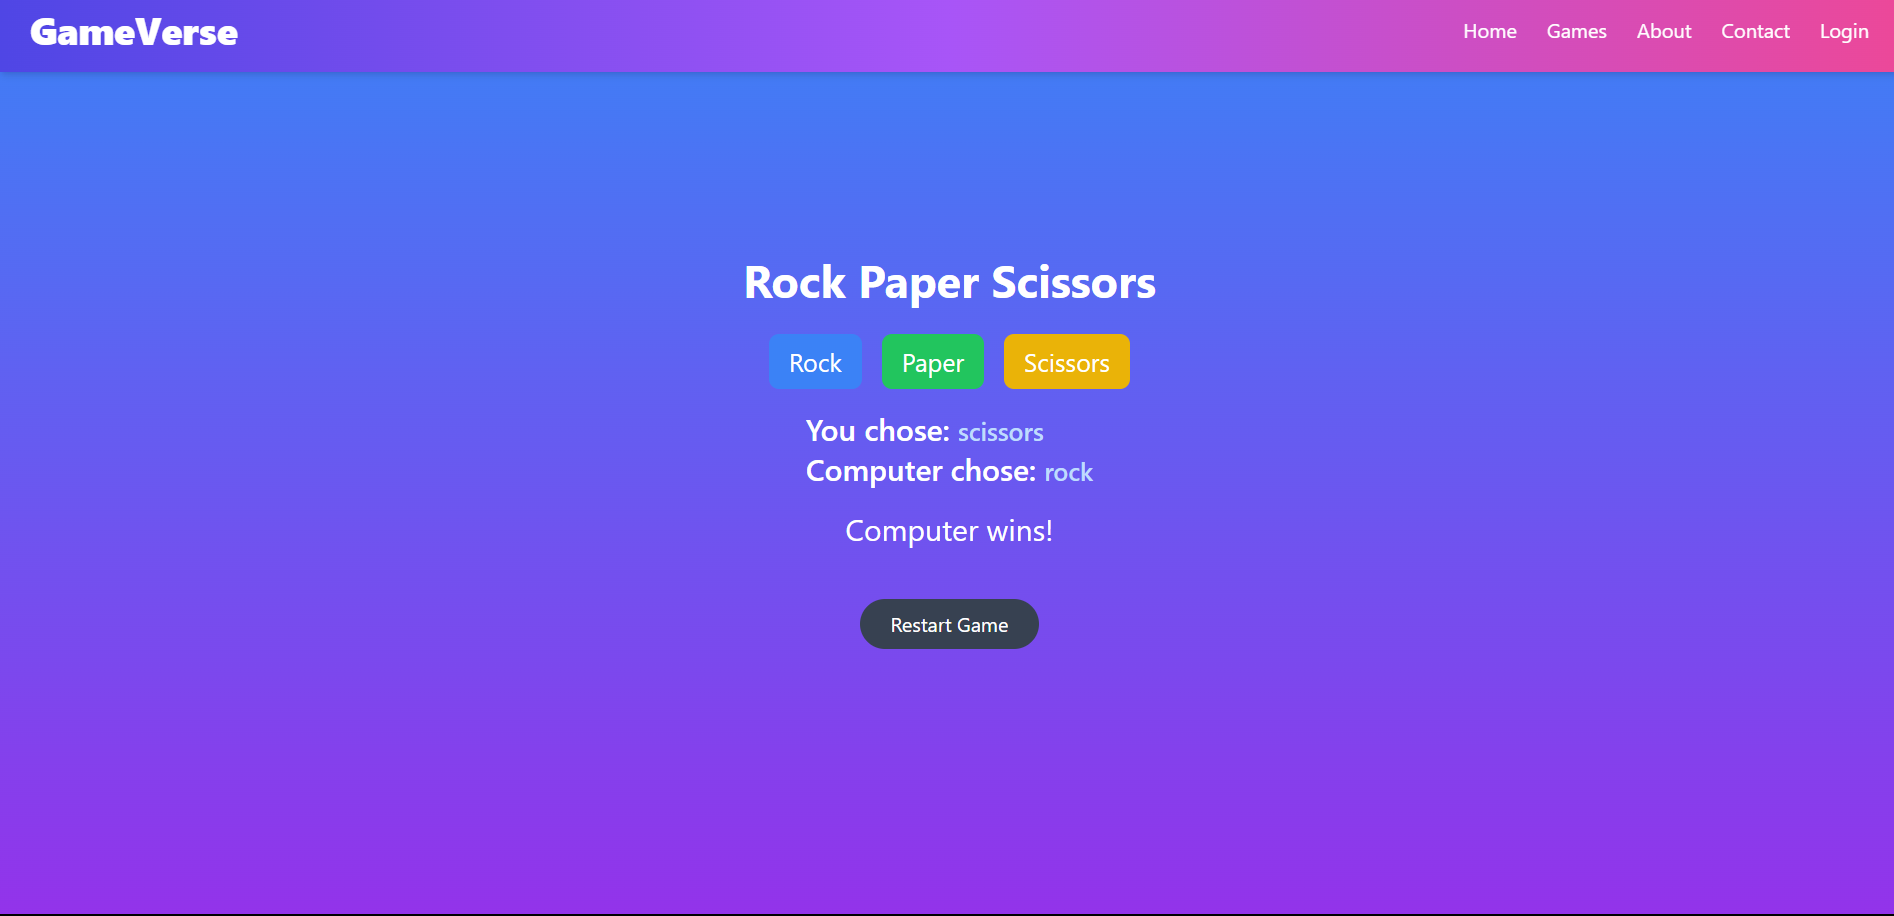 GameVerse Home Games About Contact Login
Rock Paper Scissors
Rock Paper Scissors
You chose: scissors
Computer chose: rock
Computer wins!
Restart Game